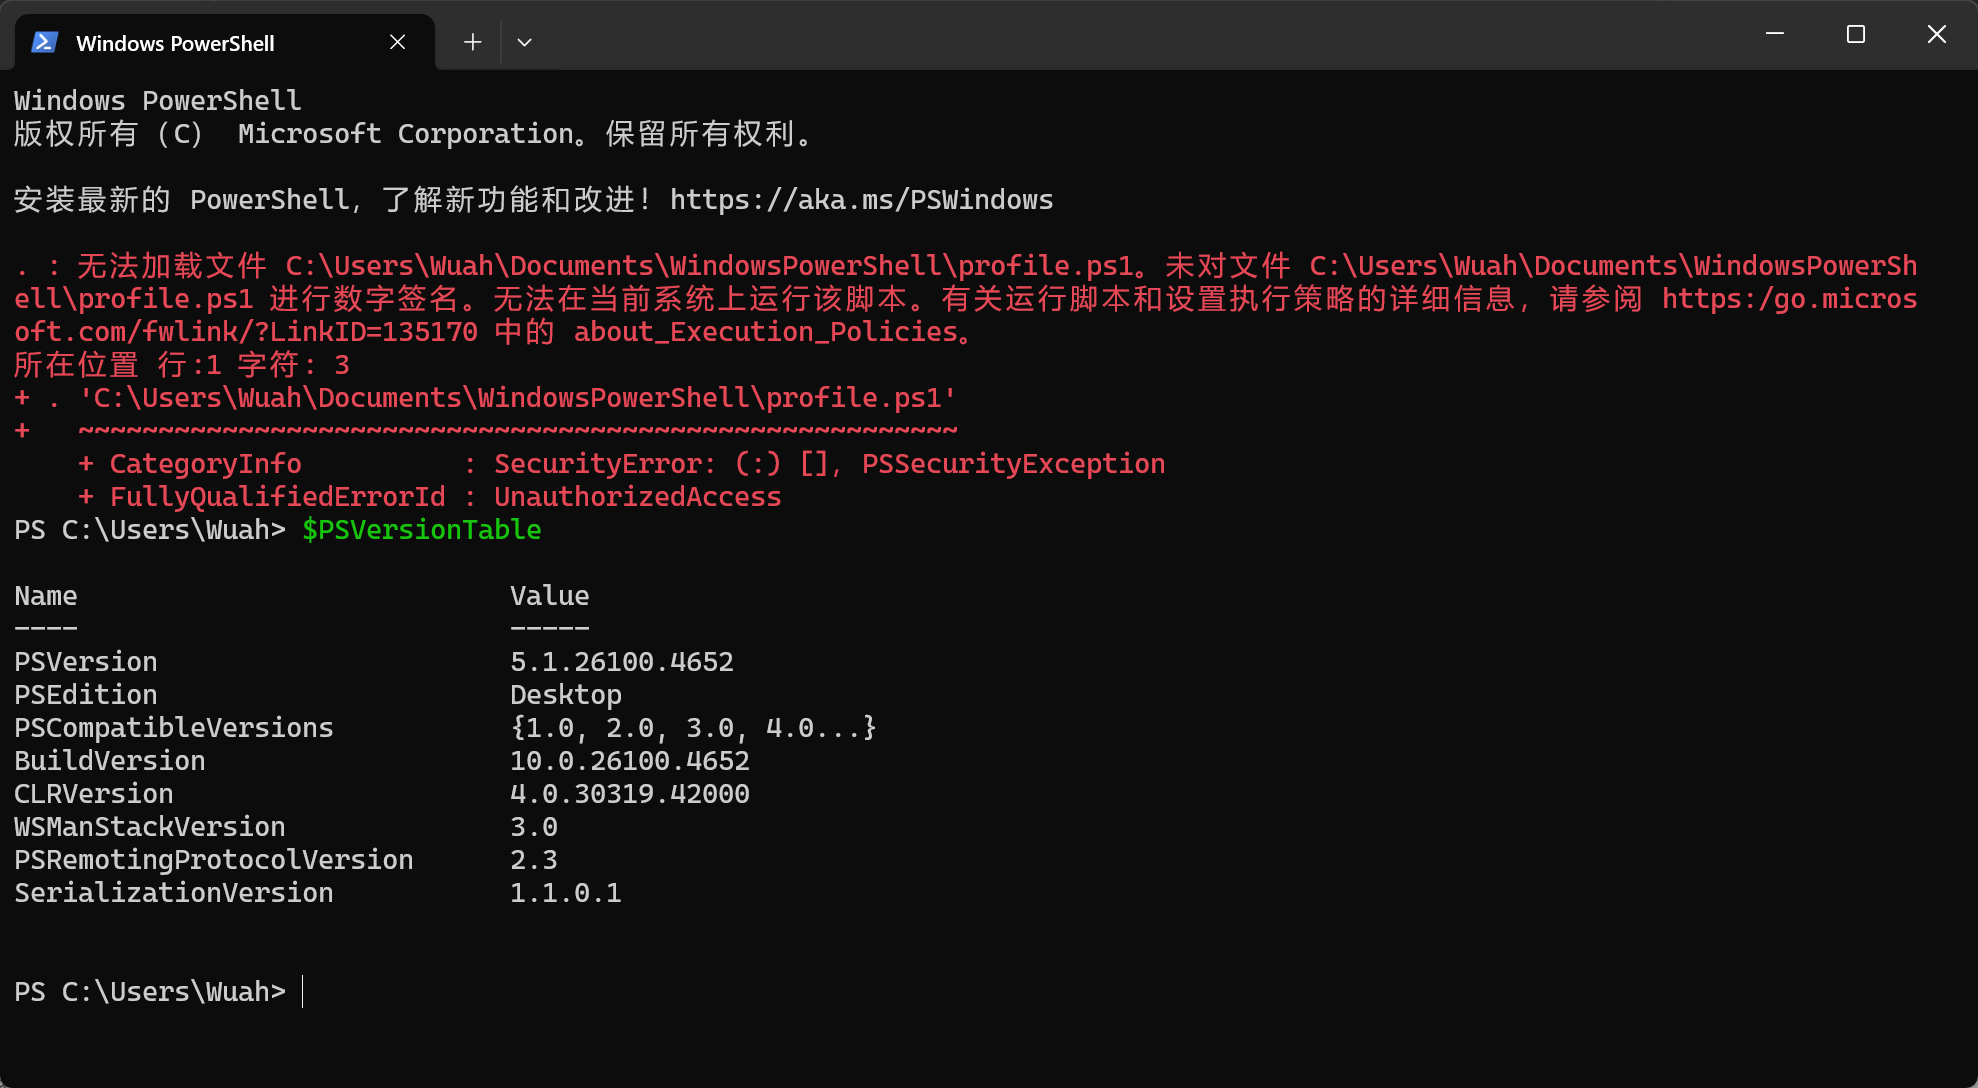 Windows PowerShell
Windows PowerShell
版权所有（C） Microsoft Corporation。保留所有权利。
安装最新的 PowerShell，了解新功能和改进！https://aka.ms/PSWindows
. : 无法加载文件 C:\Users\Wuah\Documents\WindowsPowerShell\profile.ps1。未对文件 C:\Users\Wuah\Documents\WindowsPowerSh
ell\profile.ps1 进行数字签名。无法在当前系统上运行该脚本。有关运行脚本和设置执行策略的详细信息，请参阅 https:/go.micros
oft.com/fwlink/?LinkID=135170 中的 about_Execution_Policies。
所在位置 行:1 字符: 3
+ . 'C:\Users\Wuah\Documents\WindowsPowerShell\profile.ps1'
+   ~~~~~~~~~~~~~~~~~~~~~~~~~~~~~~~~~~~~~~~~~~~~~~~~~~~~~~~
    + CategoryInfo          : SecurityError: (:) [], PSSecurityException
    + FullyQualifiedErrorId : UnauthorizedAccess
PS C:\Users\Wuah> $PSVersionTable
Name                           Value
----                           -----
PSVersion                      5.1.26100.4652
PSEdition                      Desktop
PSCompatibleVersions           {1.0, 2.0, 3.0, 4.0...}
BuildVersion                   10.0.26100.4652
CLRVersion                     4.0.30319.42000
WSManStackVersion              3.0
PSRemotingProtocolVersion      2.3
SerializationVersion           1.1.0.1
PS C:\Users\Wuah>